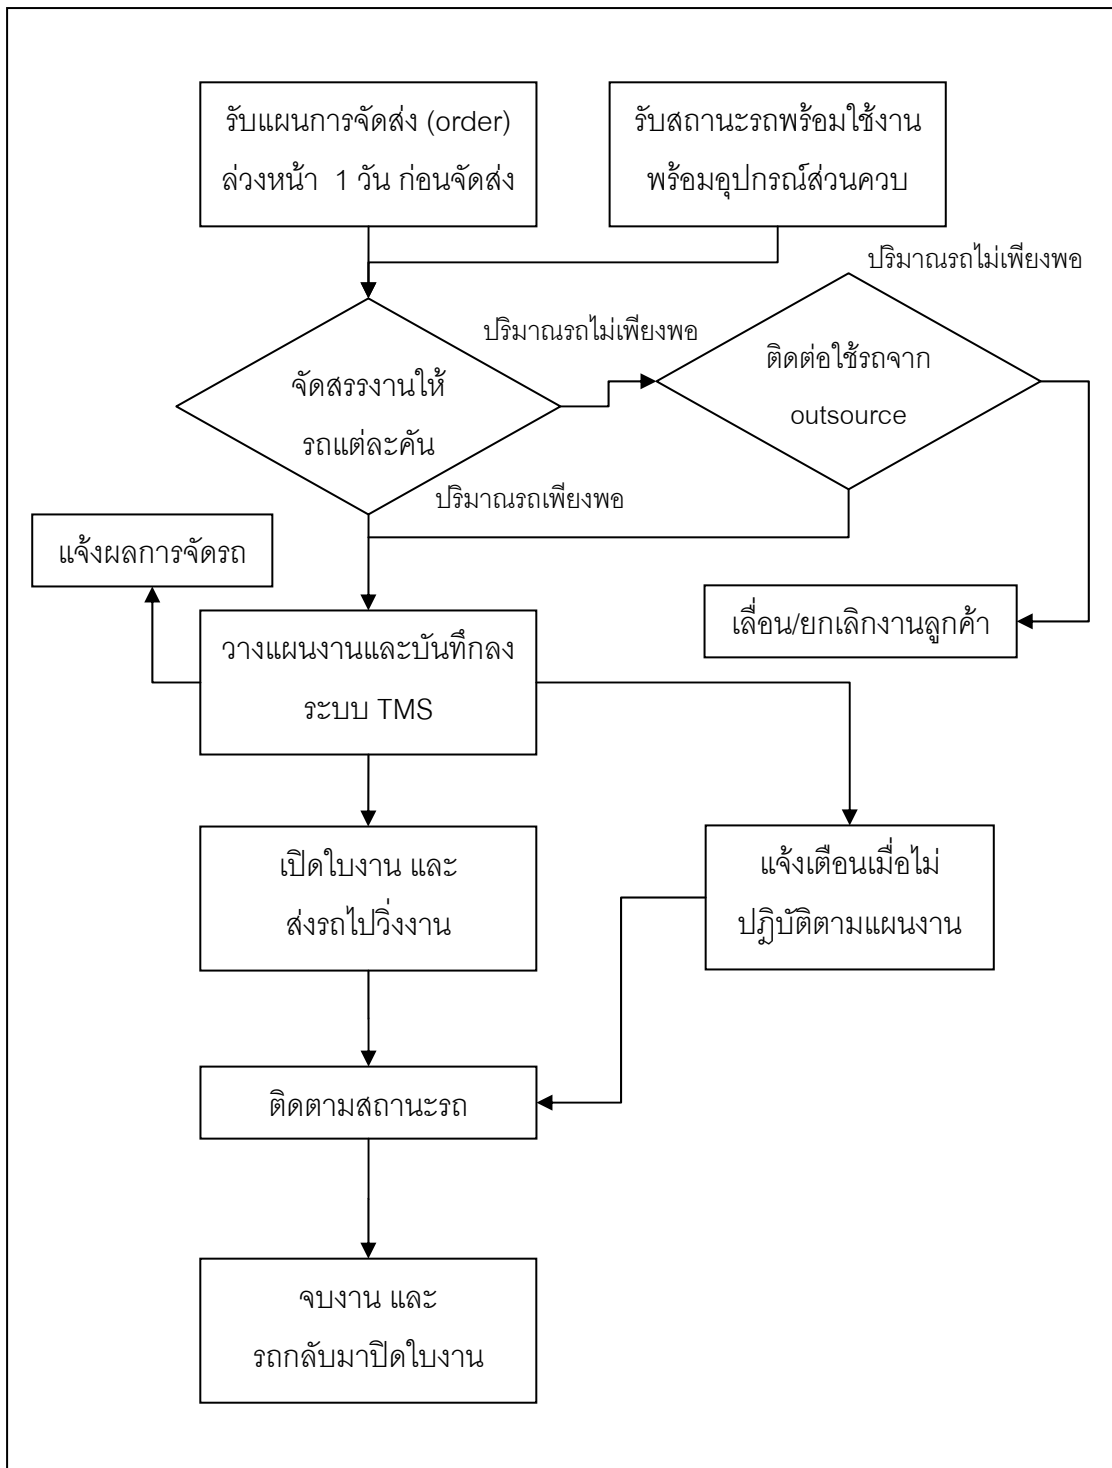 รับแผนการจัดส่ง (order)
ล่วงหน้า 1 วัน ก่อนจัดส่ง
รับสถานะรถพร้อมใช้งาน
พร้อมอุปกรณ์ส่วนควบ
ปริมาณรถไม่เพียงพอ
ปริมาณรถไม่เพียงพอ
จัดสรรงานให้
รถแต่ละคัน
ติดต่อใช้รถจาก
outsource
ปริมาณรถเพียงพอ
แจ้งผลการจัดรถ
เลื่อน/ยกเลิกงานลูกค้า
วางแผนงานและบันทึกลง
ระบบ TMS
เปิดใบงาน และ
ส่งรถไปวิ่งงาน
แจ้งเตือนเมื่อไม่
ปฎิบัติตามแผนงาน
ติดตามสถานะรถ
จบงาน และ
รถกลับมาปิดใบงาน